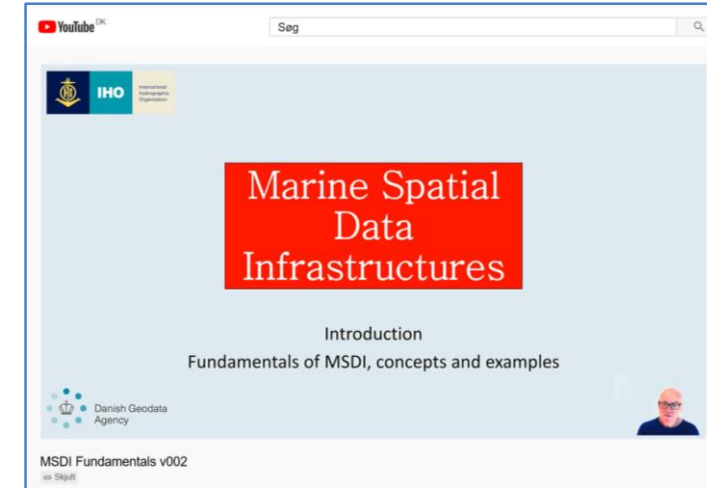 YouTube DK
Søg
IHO
International
Hydrographic
Organization
Marine Spatial
Data
Infrastructures
Introduction
Fundamentals of MSDI, concepts and examples
Danish Geodata
Agency
MSDI Fundamentals v002
Skjult